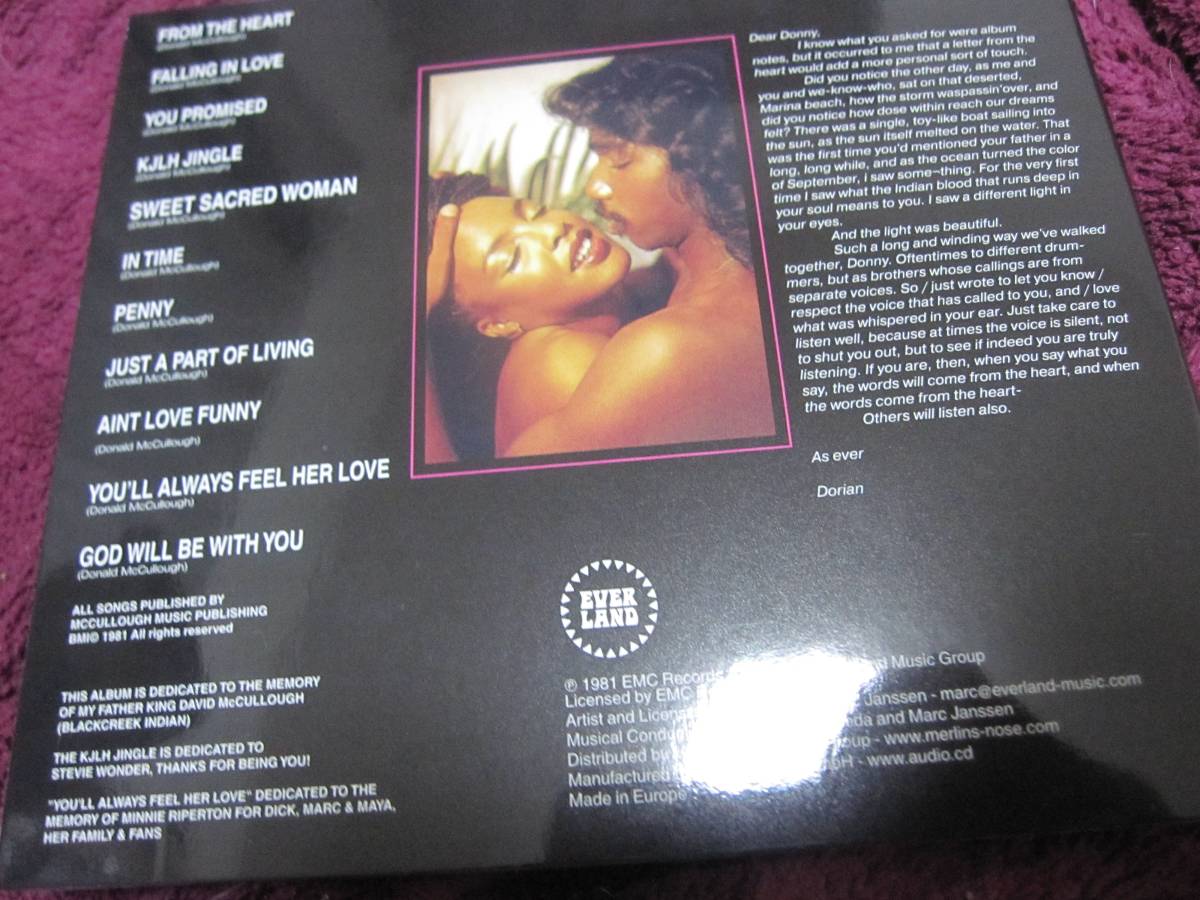 FROM THE HEART
(Donald McCullough)
FALLING IN LOVE
(Donald McCullough)
YOU PROMISED
(Donald McCullough)
KJLH JINGLE
(Donald McCullough)
SWEET SACRED WOMAN
(Donald McCullough)
IN TIME
(Donald McCullough)
PENNY
(Donald McCullough)
JUST A PART OF LIVING
(Donald McCullough)
AINT LOVE FUNNY
(Donald McCullough)
YOU'LL ALWAYS FEEL HER LOVE
(Donald McCullough)
GOD WILL BE WITH YOU
(Donald McCullough)
ALL SONGS PUBLISHED BY
MCCULLOUGH MUSIC PUBLISHING
BMI© 1981 All rights reserved
THIS ALBUM IS DEDICATED TO THE MEMORY
OF MY FATHER KING DAVID McCULLOUGH
(BLACKCREEK INDIAN)
THE KJLH JINGLE IS DEDICATED TO
STEVIE WONDER, THANKS FOR BEING YOU!
"YOU'LL ALWAYS FEEL HER LOVE" DEDICATED TO THE
MEMORY OF MINNIE RIPERTON FOR DICK, MARC & MAYA,
HER FAMILY & FANS
Dear Donny,
I know what you asked for were album
notes, but it occurred to me that a letter from the
heart would add a more personal sort of touch.
Did you notice the other day, as me and
you and we-know-who, sat on that deserted,
Marina beach, how the storm waspassin'over, and
did you notice how dose within reach our dreams
felt? There was a single, toy-like boat sailing into
the sun, as the sun itself melted on the water. That
was the first time you'd mentioned your father in a
long, long while, and as the ocean turned the color
of September, i saw some–thing. For the very first
time I saw what the Indian blood that runs deep in
your soul means to you. I saw a different light in
your eyes.
And the light was beautiful.
Such a long and winding way we've walked
together, Donny. Oftentimes to different drum-
mers, but as brothers whose callings are from
separate voices. So / just wrote to let you know /
respect the voice that has called to you, and / love
what was whispered in your ear. Just take care to
listen well, because at times the voice is silent, not
to shut you out, but to see if indeed you are truly
listening. If you are, then, when you say what you
say, the words will come from the heart, and when
the words come from the heart-
Others will listen also.
As ever
Dorian
EVER
LAND
℗ 1981 EMC Records Music Group
Licensed by EMC
Artist and Janssen - marc@everland-music.com
Musical and Marc Janssen
Distributed by - www.merlins-nose.com
Manufactured - www.audio.cd
Made in Europe